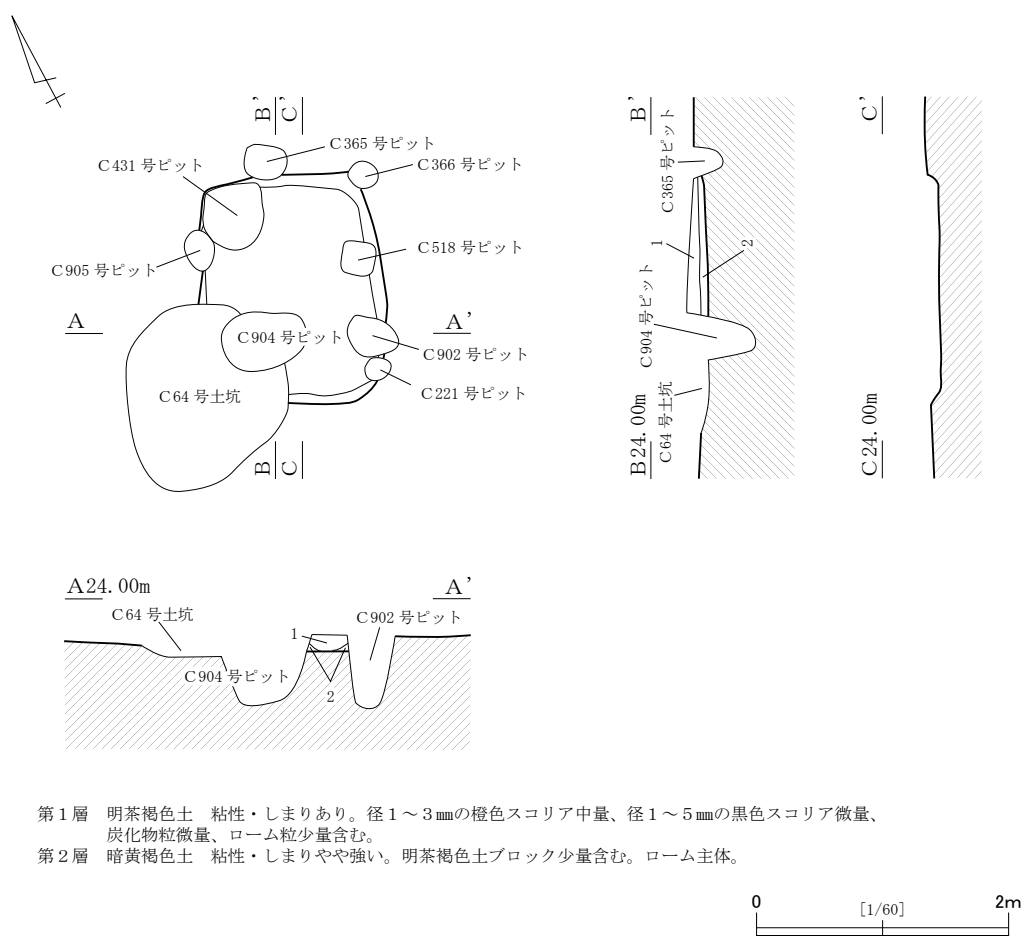 B’
C’
C365 号ピット
C431 号ピット
C366 号ピット
C518 号ピット
C905 号ピット
A
A’
C904 号ピット
C902 号ピット
C64 号土坑
C221 号ピット
B
C
B’
C365 号ピット
1
2
C904 号ピット
C64 号土坑
B24.00m
C’
C24.00m
A24.00m
A’
C64 号土坑
C902 号ピット
1
C904 号ピット
2
第１層　明茶褐色土　粘性・しまりあり。径１～３㎜の橙色スコリア中量、径１～５㎜の黒色スコリア微量、
炭化物粒微量、ローム粒少量含む。
第２層　暗黄褐色土　粘性・しまりやや強い。明茶褐色土ブロック少量含む。ローム主体。
0
[1/60]
2m